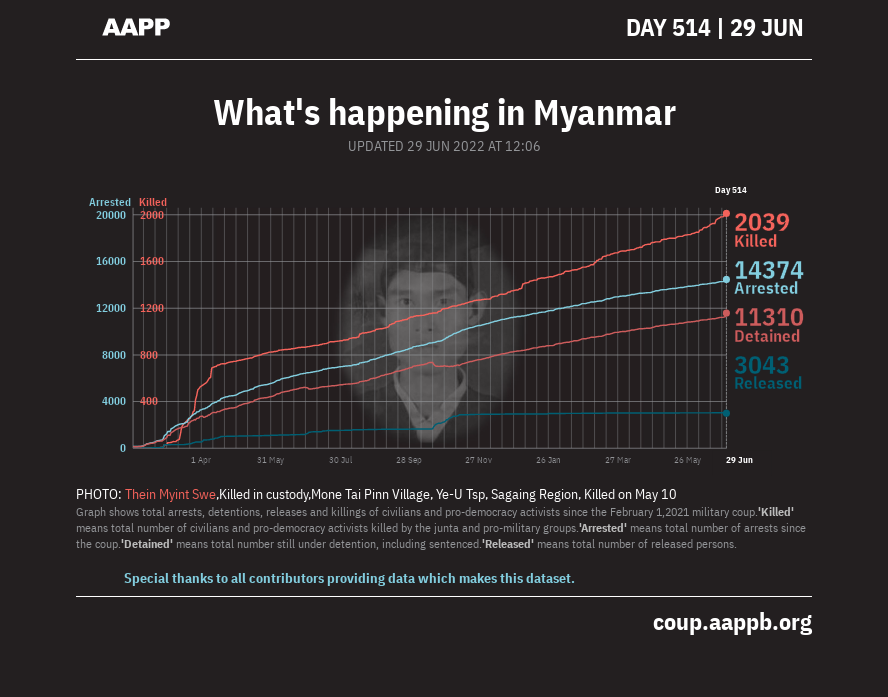 AAPP
DAY 514 | 29 JUN
What's happening in Myanmar
UPDATED 29 JUN 2022 AT 12:06
Day 514
Arrested Killed
20000 2000
16000 1600
12000 1200
8000 800
4000 400
0
2039
Killed
14374
Arrested
11310
Detained
3043
Released
1 Apr 31 May 30 Jul 28 Sep 27 Nov 26 Jan 27 Mar 26 May 29 Jun
PHOTO: Thein Myint Swe,Killed in custody,Mone Tai Pinn Village, Ye-U Tsp, Sagaing Region, Killed on May 10
Graph shows total arrests, detentions, releases and killings of civilians and pro-democracy activists since the February 1,2021 military coup.'Killed'
means total number of civilians and pro-democracy activists killed by the junta and pro-military groups.'Arrested' means total number of arrests since
the coup.'Detained' means total number still under detention, including sentenced.'Released' means total number of released persons.
Special thanks to all contributors providing data which makes this dataset.
coup.aappb.org